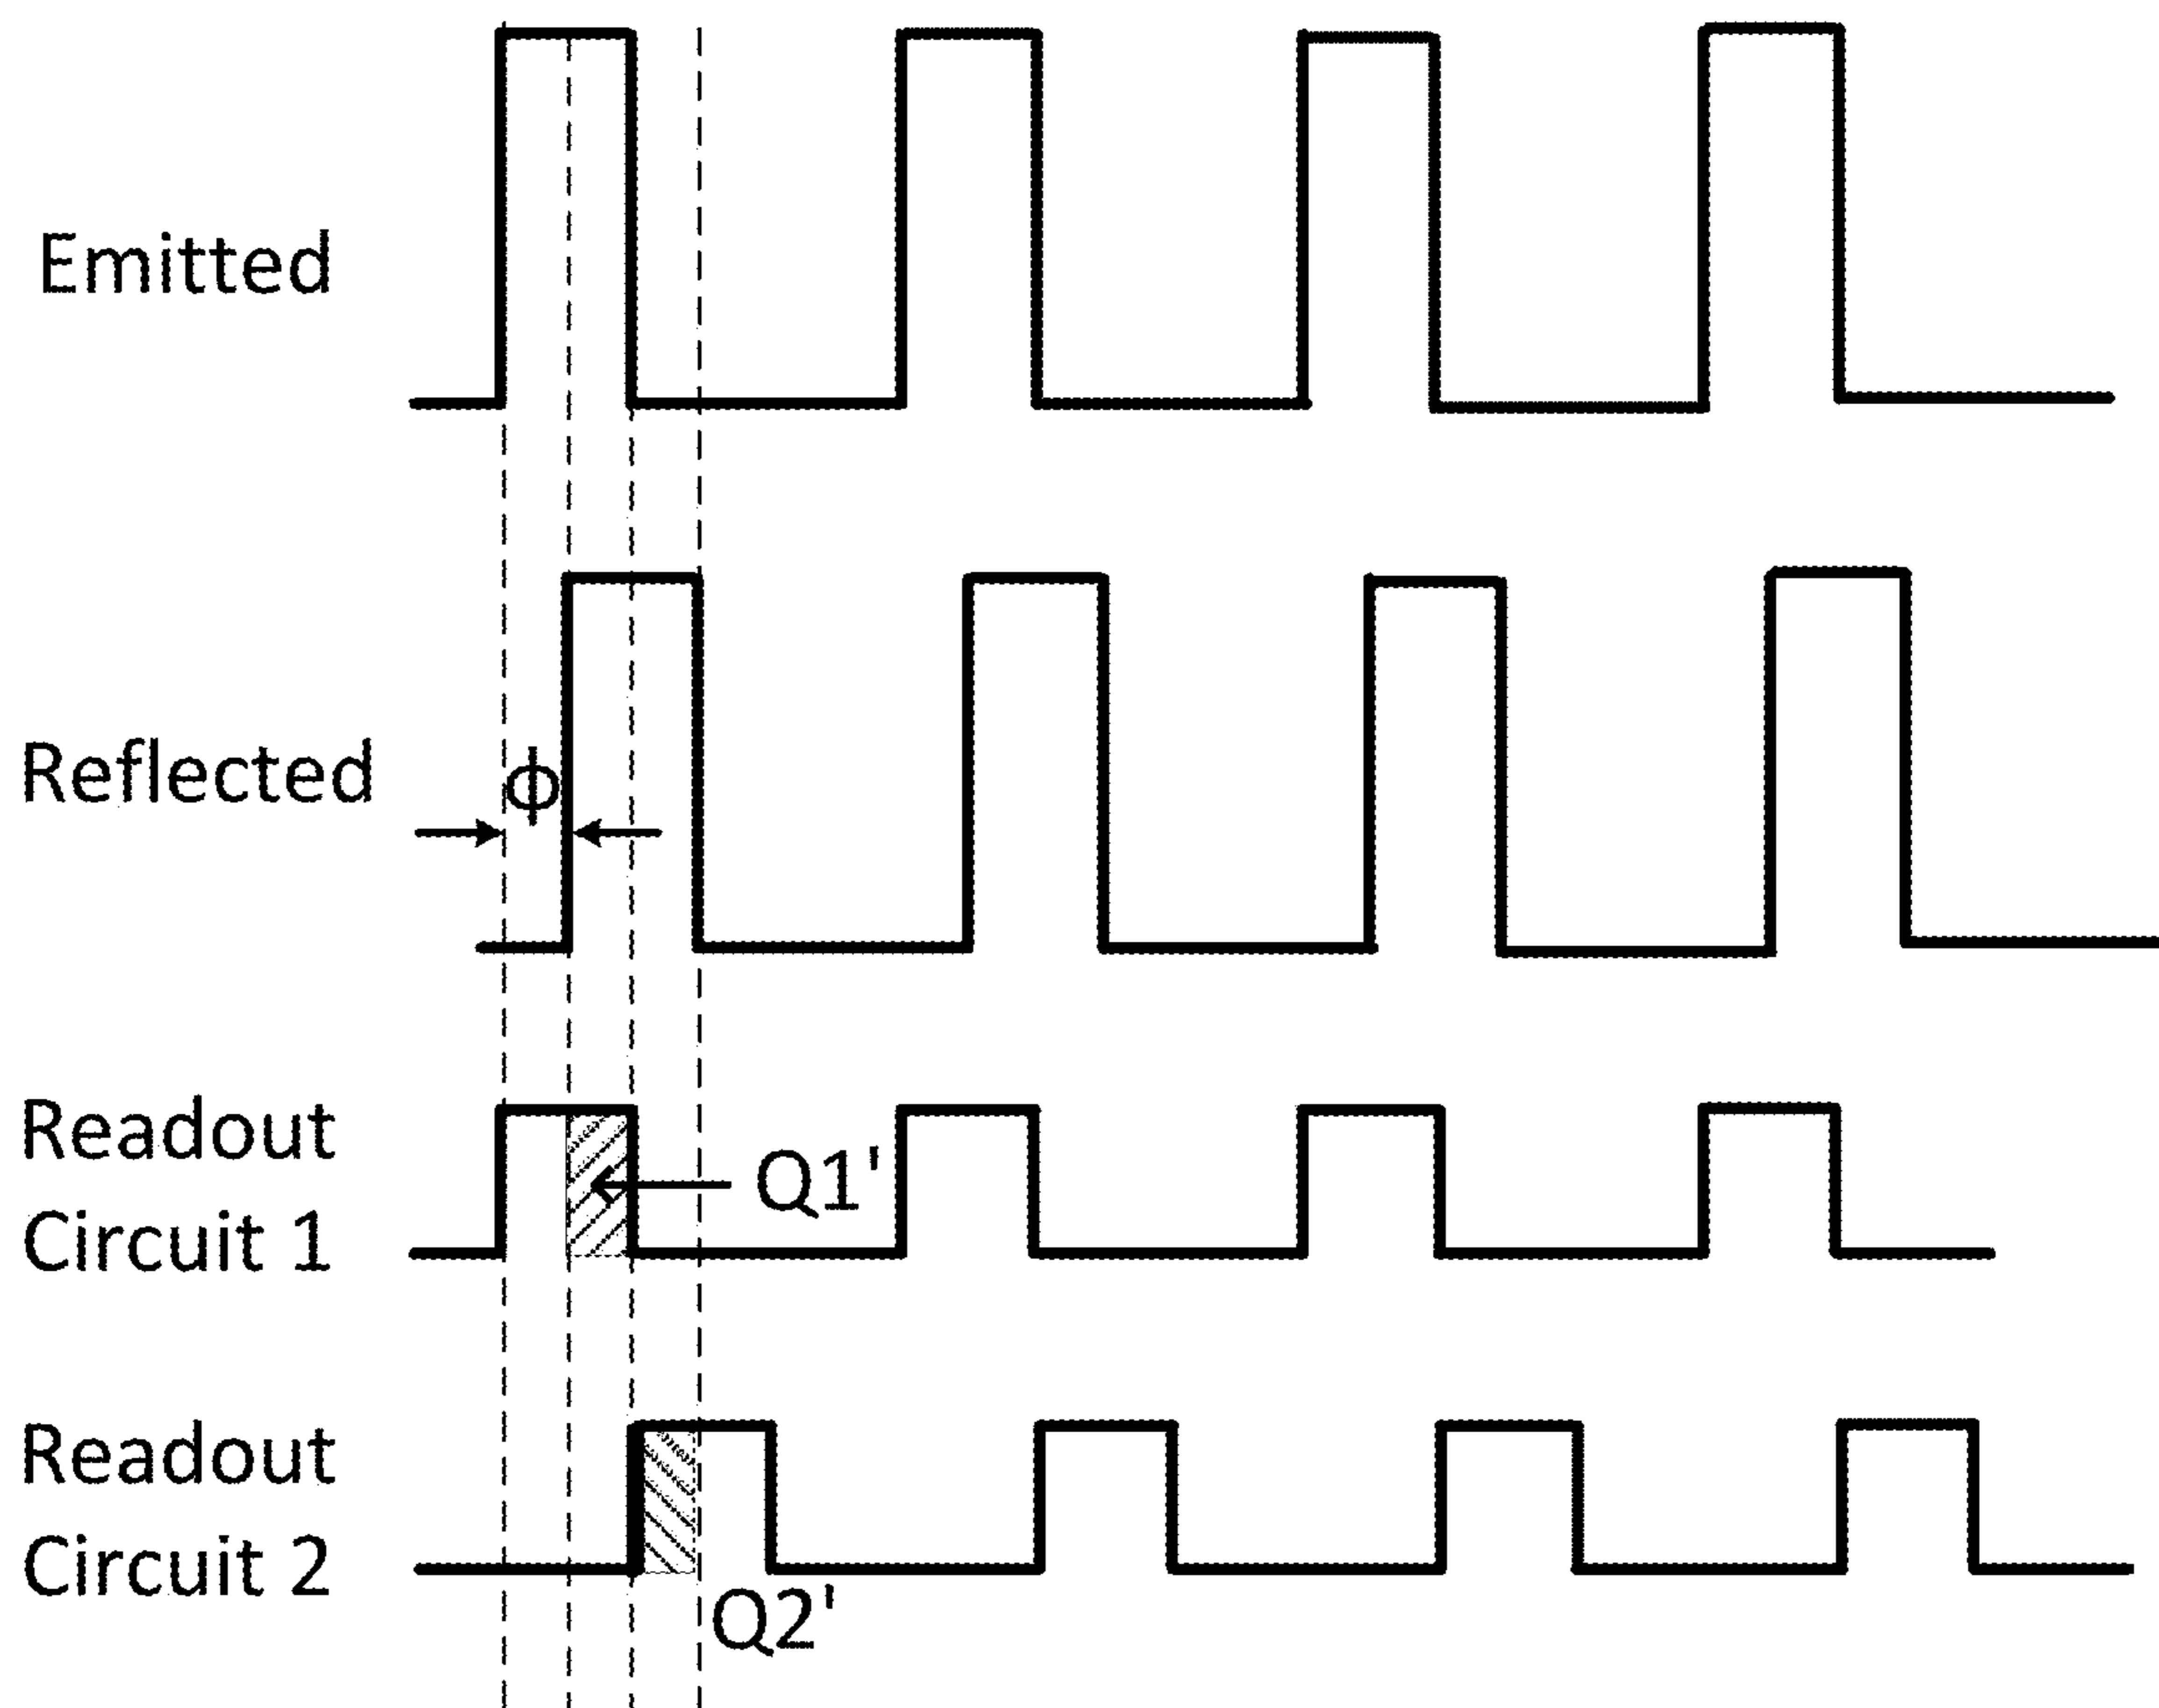 Emitted
Reflected
ϕ
Readout
Circuit 1
Q1'
Readout
Circuit 2
Q2'